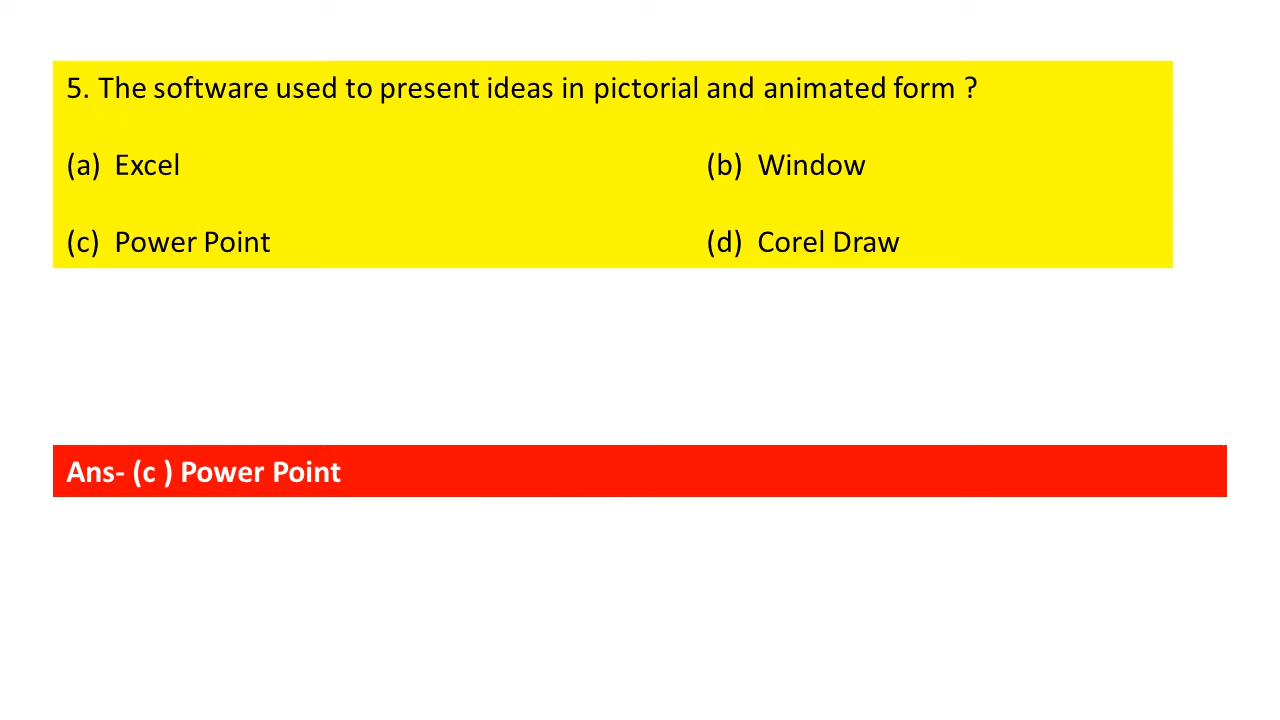 5. The software used to present ideas in pictorial and animated form ?
(a) Excel (b) Window
(c) Power Point (d) Corel Draw
Ans- (c ) Power Point